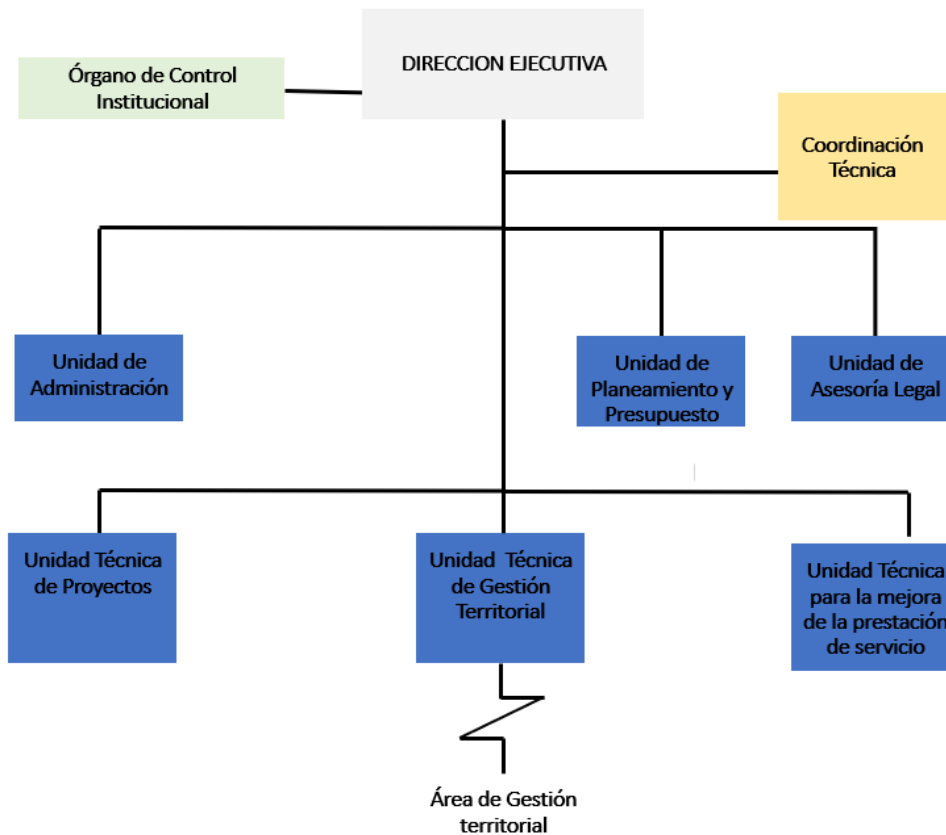 DIRECCION EJECUTIVA
Órgano de Control
Institucional
Coordinación
Técnica
Unidad de
Administración
Unidad de
Planeamiento y
Presupuesto
Unidad de
Asesoría Legal
Unidad Técnica
de Proyectos
Unidad Técnica
de Gestión
Territorial
Unidad Técnica
para la mejora
de la prestación
de servicio
Área de Gestión
territorial